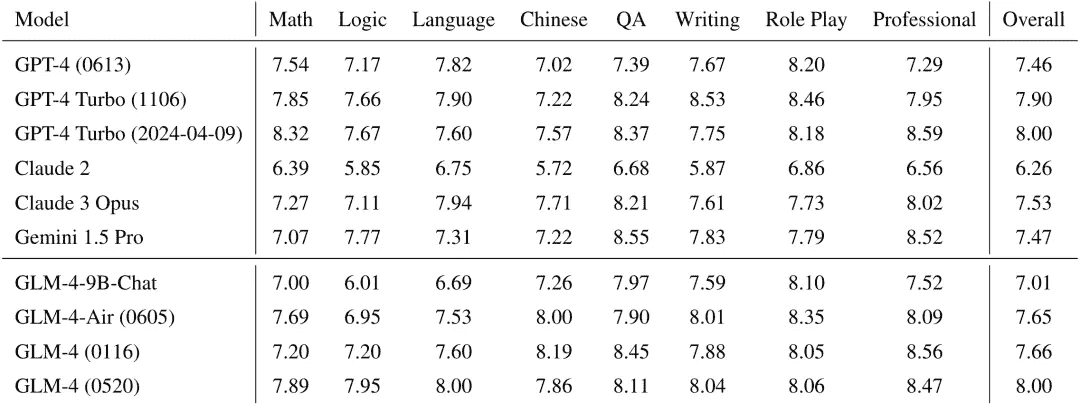 Model Math Logic Language Chinese QA Writing Role Play Professional Overall
GPT-4 (0613) 7.54 7.17 7.82 7.02 7.39 7.67 8.20 7.29 7.46
GPT-4 Turbo (1106) 7.85 7.66 7.90 7.22 8.24 8.53 8.46 7.95 7.90
GPT-4 Turbo (2024-04-09) 8.32 7.67 7.60 7.57 8.37 7.75 8.18 8.59 8.00
Claude 2 6.39 5.85 6.75 5.72 6.68 5.87 6.86 6.56 6.26
Claude 3 Opus 7.27 7.11 7.94 7.71 8.21 7.61 7.73 8.02 7.53
Gemini 1.5 Pro 7.07 7.77 7.31 7.22 8.55 7.83 7.79 8.52 7.47
GLM-4-9B-Chat 7.00 6.01 6.69 7.26 7.97 7.59 8.10 7.52 7.01
GLM-4-Air (0605) 7.69 6.95 7.53 8.00 7.90 8.01 8.35 8.09 7.65
GLM-4 (0116) 7.20 7.20 7.60 8.19 8.45 7.88 8.05 8.56 7.66
GLM-4 (0520) 7.89 7.95 8.00 7.86 8.11 8.04 8.06 8.47 8.00